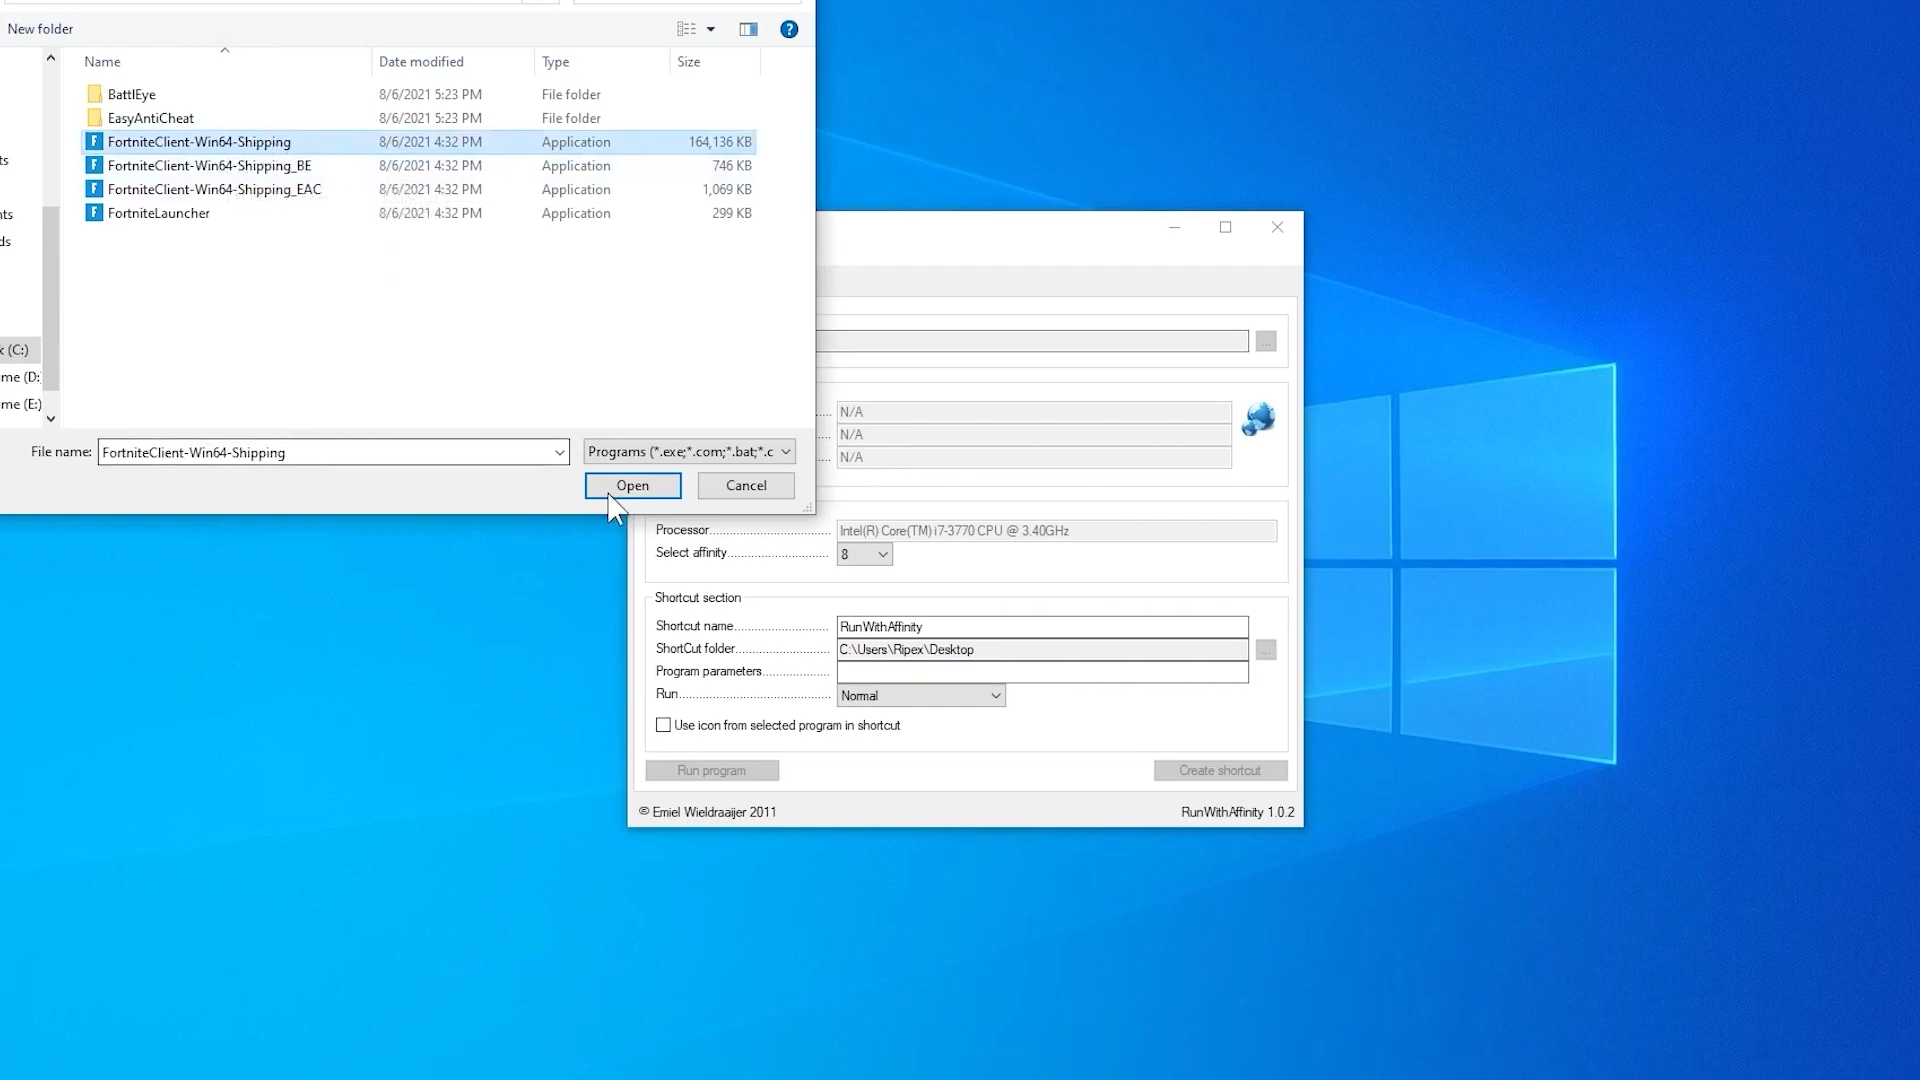 New folder
Name Date modified Type Size
BattlEye 8/6/2021 5:23 PM File folder
EasyAntiCheat 8/6/2021 5:23 PM File folder
FortniteClient-Win64-Shipping 8/6/2021 4:32 PM Application 164,136 KB
FortniteClient-Win64-Shipping_BE 8/6/2021 4:32 PM Application 746 KB
FortniteClient-Win64-Shipping_EAC 8/6/2021 4:32 PM Application 1,069 KB
FortniteLauncher 8/6/2021 4:32 PM Application 299 KB
ts
nts
ds
k (C:)
me (D:
me (E:)
File name: FortniteClient-Win64-Shipping Programs (*.exe;*.com;*.bat;*.c
Open Cancel
...
N/A
N/A
N/A
Processor Intel(R) Core(TM) i7-3770 CPU @ 3.40GHz
Select affinity 8
Shortcut section
Shortcut name RunWithAffinity
ShortCut folder C:\Users\Ripex\Desktop ...
Program parameters
Run Normal
Use icon from selected program in shortcut
Run program Create shortcut
© Emiel Wieldraaijer 2011 RunWithAffinity 1.0.2